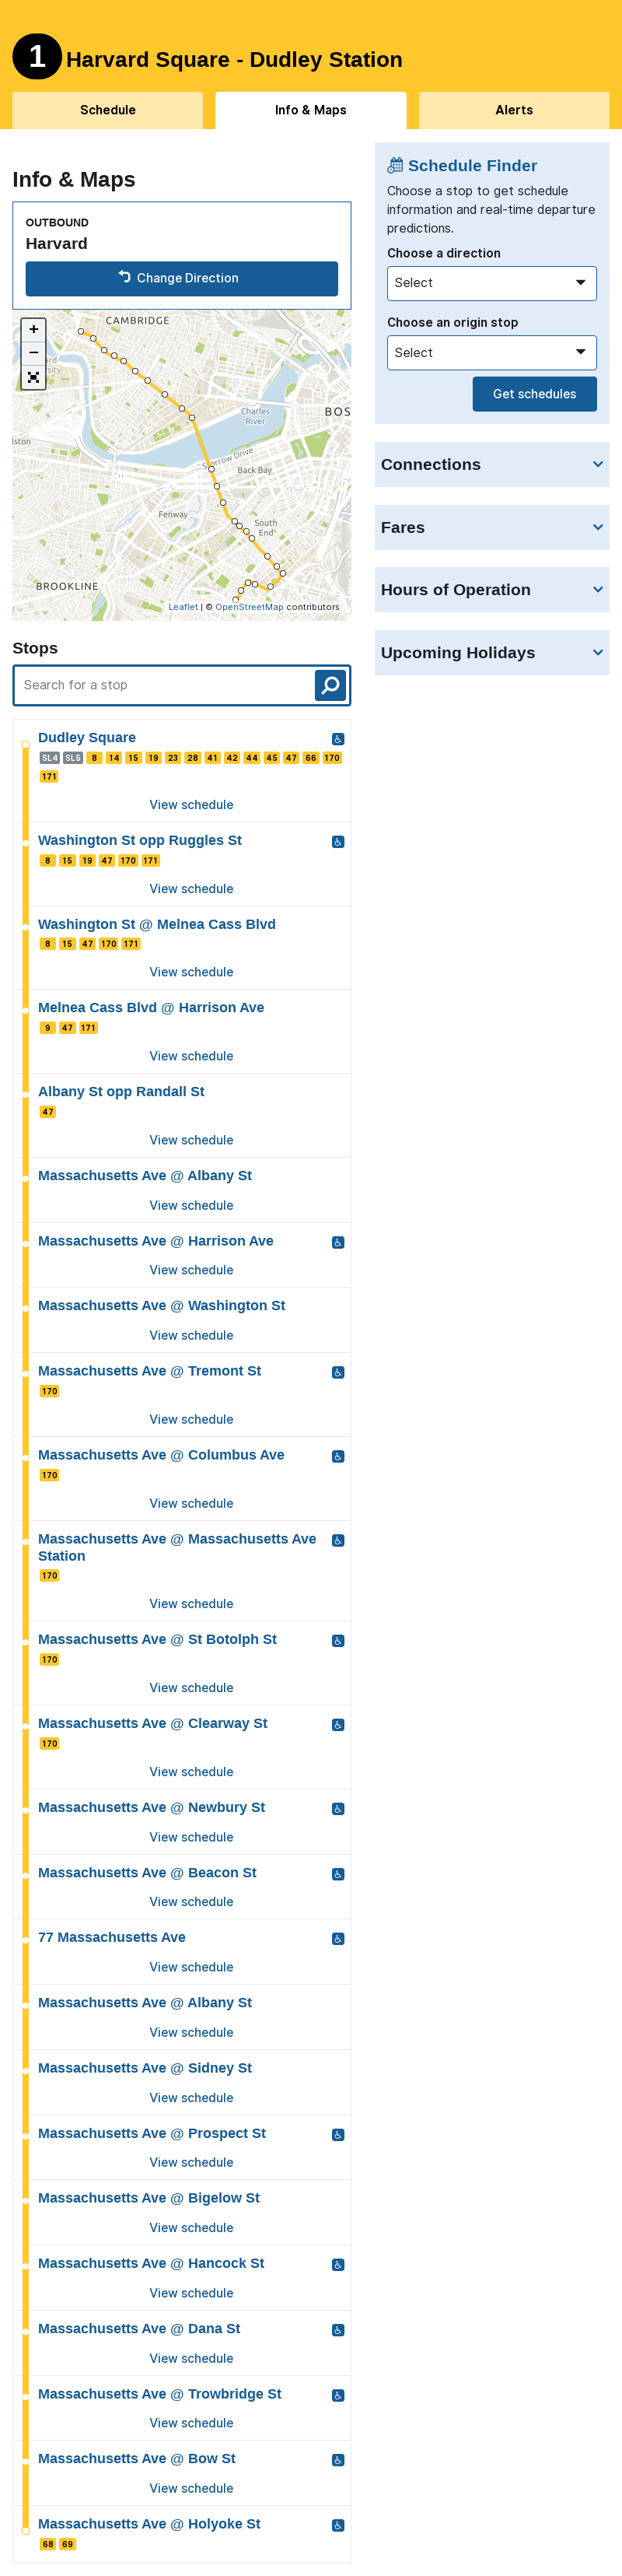 1 Harvard Square - Dudley Station
Schedule
Info & Maps
Alerts
Info & Maps
OUTBOUND
Harvard
Change Direction
CAMBRIDGE
+
−
Charles
River
BOS
Storrow Drive
Back Bay
Fenway
South
End
BROOKLINE
Leaflet | © OpenStreetMap contributors
Stops
Search for a stop
Dudley Square
SL4 SL5 8 14 15 19 23 28 41 42 44 45 47 66 170
171
View schedule
Washington St opp Ruggles St
8 15 19 47 170 171
View schedule
Washington St @ Melnea Cass Blvd
8 15 47 170 171
View schedule
Melnea Cass Blvd @ Harrison Ave
9 47 171
View schedule
Albany St opp Randall St
47
View schedule
Massachusetts Ave @ Albany St
View schedule
Massachusetts Ave @ Harrison Ave
View schedule
Massachusetts Ave @ Washington St
View schedule
Massachusetts Ave @ Tremont St
170
View schedule
Massachusetts Ave @ Columbus Ave
170
View schedule
Massachusetts Ave @ Massachusetts Ave
Station
170
View schedule
Massachusetts Ave @ St Botolph St
170
View schedule
Massachusetts Ave @ Clearway St
170
View schedule
Massachusetts Ave @ Newbury St
View schedule
Massachusetts Ave @ Beacon St
View schedule
77 Massachusetts Ave
View schedule
Massachusetts Ave @ Albany St
View schedule
Massachusetts Ave @ Sidney St
View schedule
Massachusetts Ave @ Prospect St
View schedule
Massachusetts Ave @ Bigelow St
View schedule
Massachusetts Ave @ Hancock St
View schedule
Massachusetts Ave @ Dana St
View schedule
Massachusetts Ave @ Trowbridge St
View schedule
Massachusetts Ave @ Bow St
View schedule
Massachusetts Ave @ Holyoke St
68 69
Schedule Finder
Choose a stop to get schedule
information and real-time departure
predictions.
Choose a direction
Select
Choose an origin stop
Select
Get schedules
Connections
Fares
Hours of Operation
Upcoming Holidays